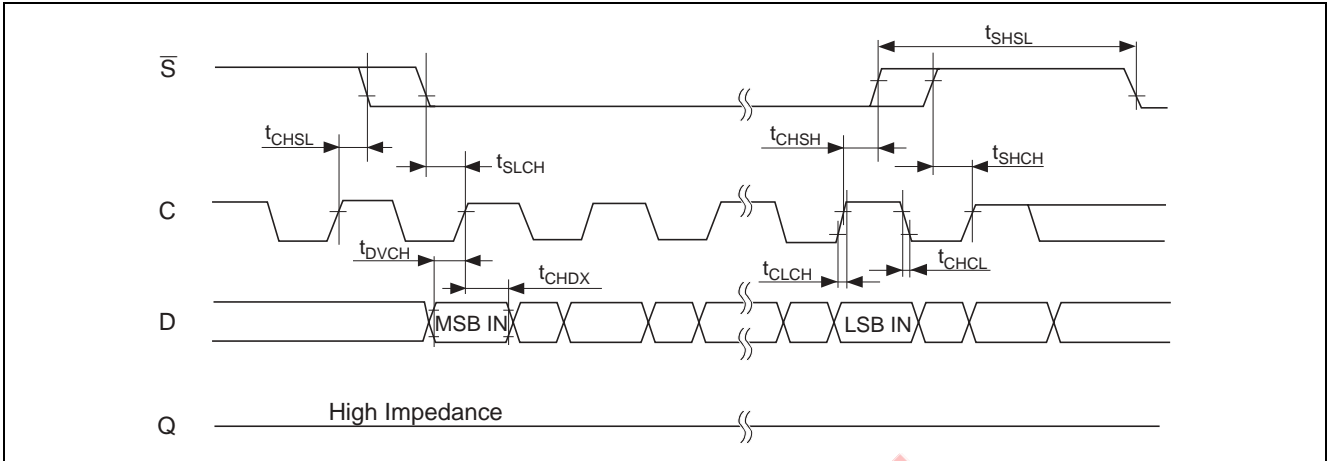 tSHSL
S̅
tCHSL
tSLCH
tCHSH
tSHCH
C
tDVCH
tCHDX
tCLCH
tCHCL
D
MSB IN
LSB IN
High Impedance
Q